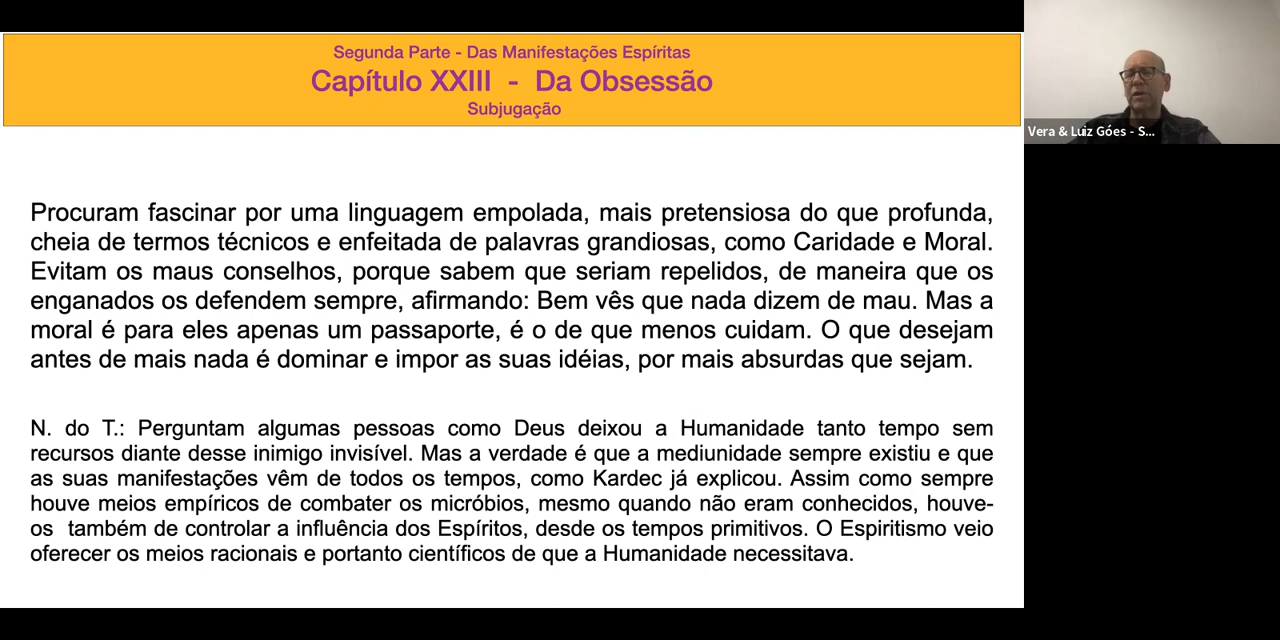 Segunda Parte - Das Manifestações Espíritas
Capítulo XXIII - Da Obsessão
Subjugação
Procuram fascinar por uma linguagem empolada, mais pretensiosa do que profunda,
cheia de termos técnicos e enfeitada de palavras grandiosas, como Caridade e Moral.
Evitam os maus conselhos, porque sabem que seriam repelidos, de maneira que os
enganados os defendem sempre, afirmando: Bem vês que nada dizem de mau. Mas a
moral é para eles apenas um passaporte, é o de que menos cuidam. O que desejam
antes de mais nada é dominar e impor as suas idéias, por mais absurdas que sejam.
N. do T.: Perguntam algumas pessoas como Deus deixou a Humanidade tanto tempo sem
recursos diante desse inimigo invisível. Mas a verdade é que a mediunidade sempre existiu e que
as suas manifestações vêm de todos os tempos, como Kardec já explicou. Assim como sempre
houve meios empíricos de combater os micróbios, mesmo quando não eram conhecidos, houve-
os também de controlar a influência dos Espíritos, desde os tempos primitivos. O Espiritismo veio
oferecer os meios racionais e portanto científicos de que a Humanidade necessitava.
Vera & Luiz Góes - S...